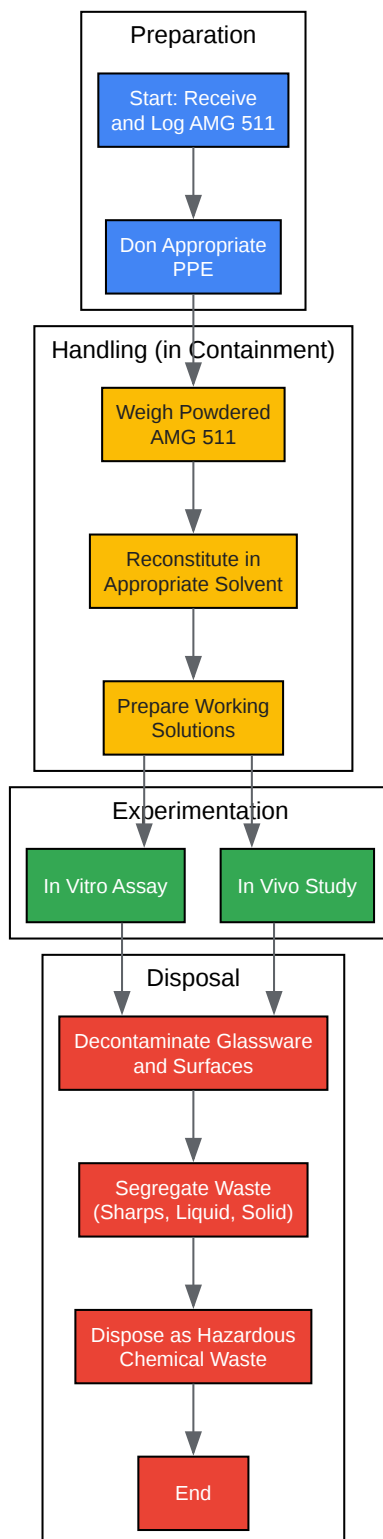 Preparation
Start: Receive
and Log AMG 511
Don Appropriate
PPE
Handling (in Containment)
Weigh Powdered
AMG 511
Reconstitute in
Appropriate Solvent
Prepare Working
Solutions
Experimentation
In Vitro Assay
In Vivo Study
Disposal
Decontaminate Glassware
and Surfaces
Segregate Waste
(Sharps, Liquid, Solid)
Dispose as Hazardous
Chemical Waste
End